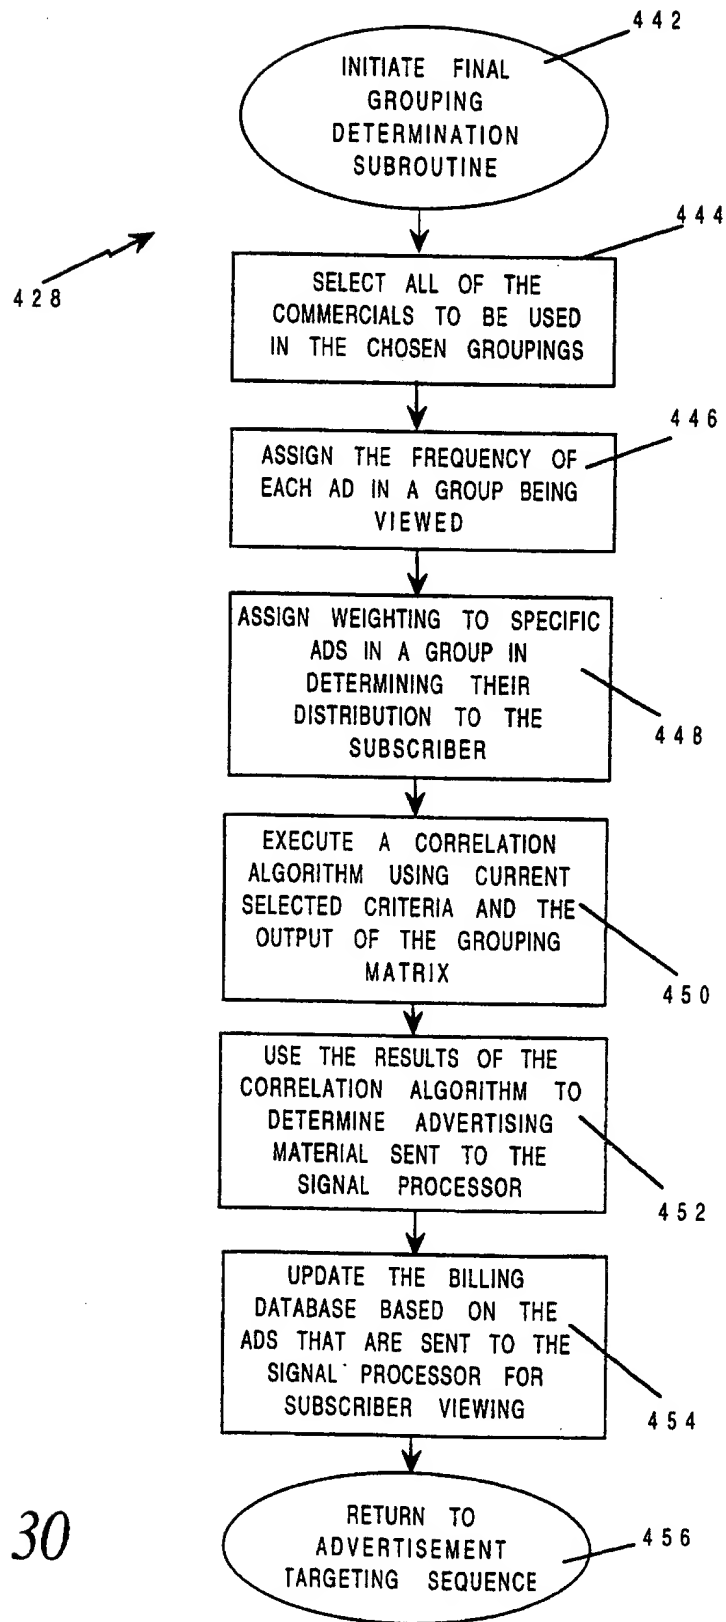 442
INITIATE FINAL
GROUPING
DETERMINATION
SUBROUTINE
428
444
SELECT ALL OF THE
COMMERCIALS TO BE USED
IN THE CHOSEN GROUPINGS
446
ASSIGN THE FREQUENCY OF
EACH AD IN A GROUP BEING
VIEWED
ASSIGN WEIGHTING TO SPECIFIC
ADS IN A GROUP IN
DETERMINING THEIR
DISTRIBUTION TO THE
SUBSCRIBER
448
EXECUTE A CORRELATION
ALGORITHM USING CURRENT
SELECTED CRITERIA AND THE
OUTPUT OF THE GROUPING
MATRIX
450
USE THE RESULTS OF THE
CORRELATION ALGORITHM TO
DETERMINE ADVERTISING
MATERIAL SENT TO THE
SIGNAL PROCESSOR
452
UPDATE THE BILLING
DATABASE BASED ON THE
ADS THAT ARE SENT TO THE
SIGNAL PROCESSOR FOR
SUBSCRIBER VIEWING
454
RETURN TO
ADVERTISEMENT
TARGETING SEQUENCE
456
30